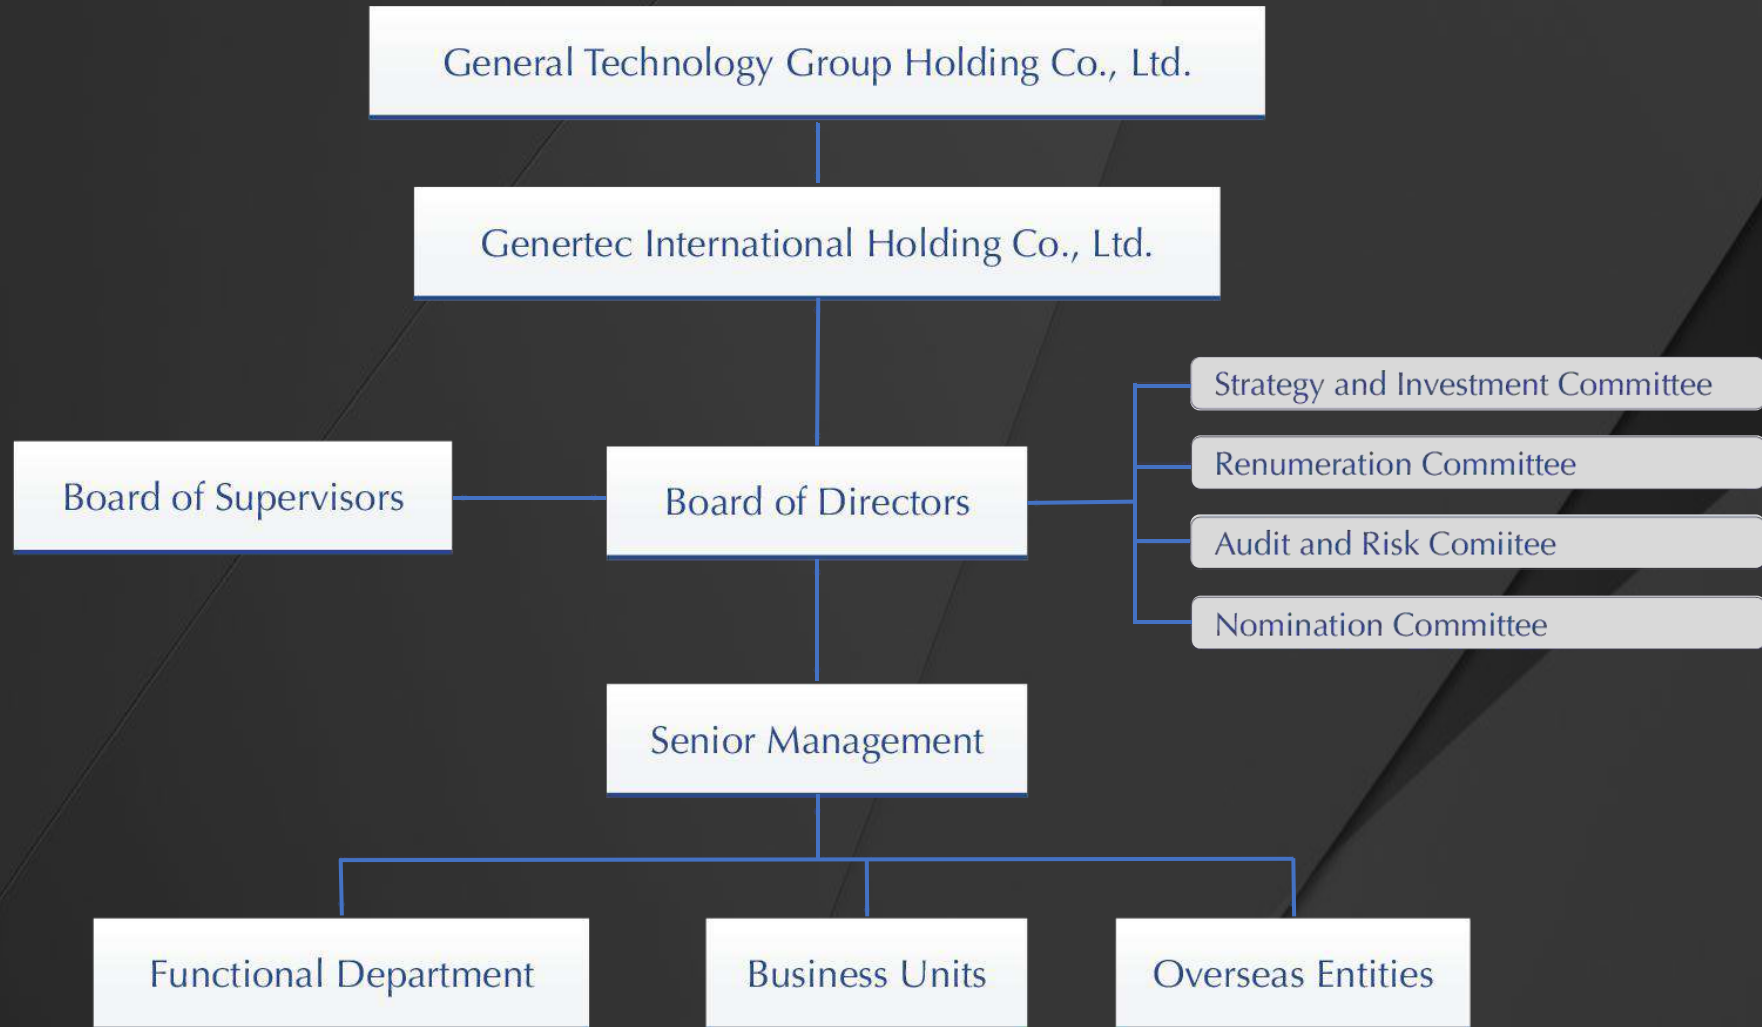 General Technology Group Holding Co., Ltd.
Genertec International Holding Co., Ltd.
Strategy and Investment Committee
Renumeration Committee
Audit and Risk Comiitee
Nomination Committee
Board of Supervisors
Board of Directors
Senior Management
Functional Department
Business Units
Overseas Entities